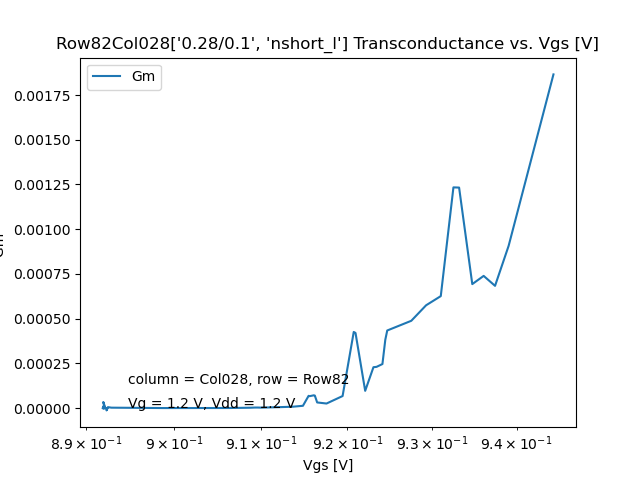 Row82Col028['0.28/0.1', 'nshort_l'] Transconductance vs. Vgs [V]
Gm
0.00175
0.00150
0.00125
0.00100
0.00075
0.00050
0.00025
0.00000
Gm
column = Col028, row = Row82
Vg = 1.2 V, Vdd = 1.2 V
8.9 × 10⁻¹ 9 × 10⁻¹ 9.1 × 10⁻¹ 9.2 × 10⁻¹ 9.3 × 10⁻¹ 9.4 × 10⁻¹
Vgs [V]